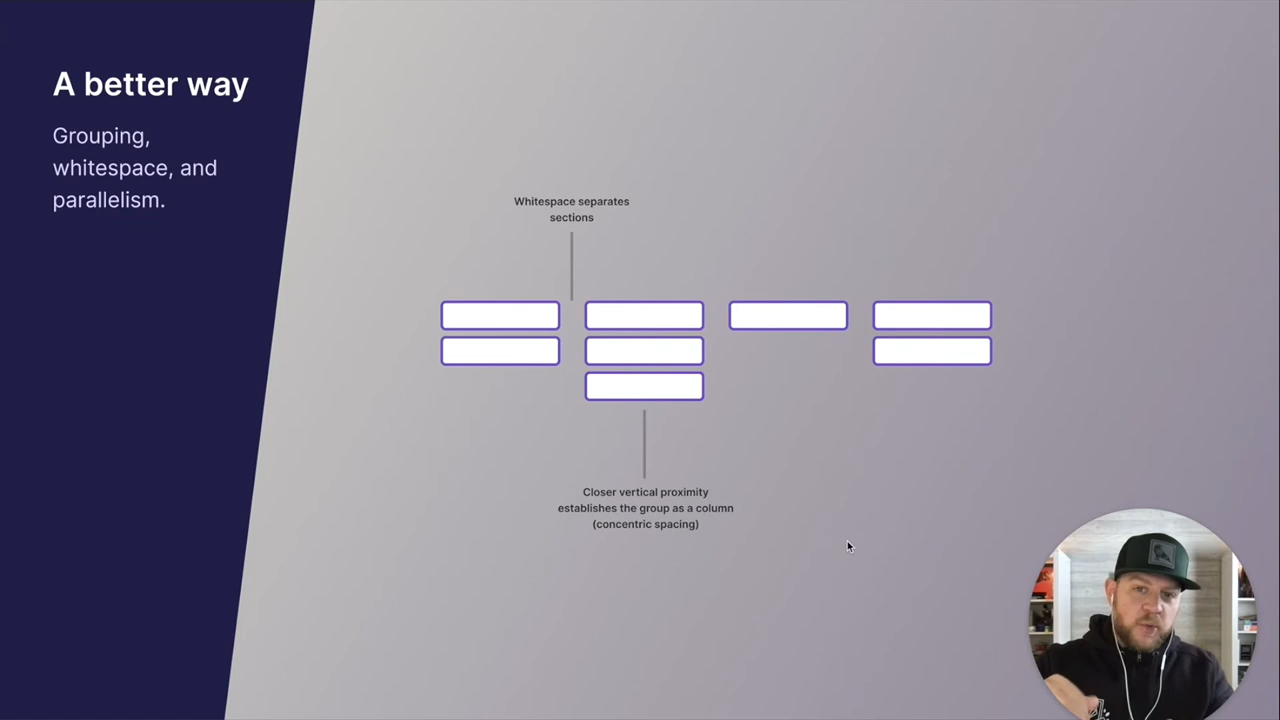 A better way
Grouping,
whitespace, and
parallelism.
Whitespace separates
sections
Closer vertical proximity
establishes the group as a column
(concentric spacing)